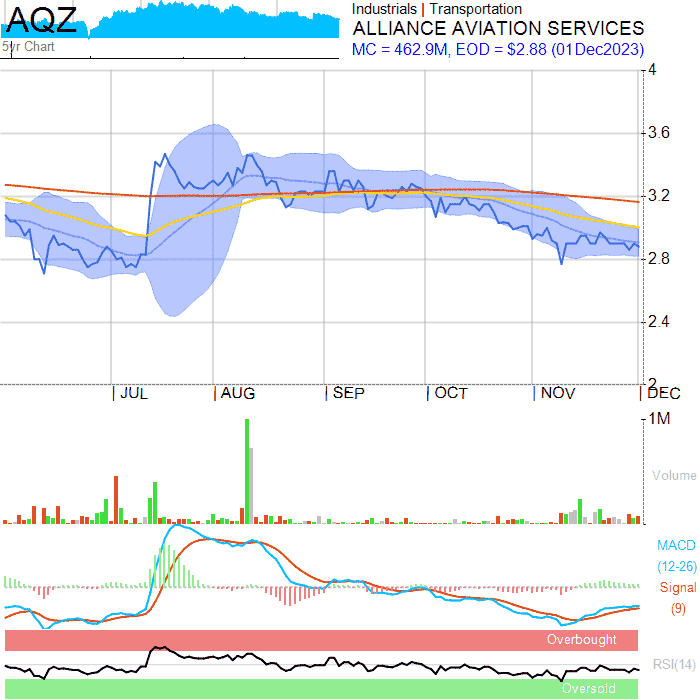 AQZ
5yr Chart
Industrials | Transportation
ALLIANCE AVIATION SERVICES
MC = 462.9M, EOD = $2.88 (01Dec2023)
4
3.6
3.2
2.8
2.4
2
JUL AUG SEP OCT NOV DEC
1M
Volume
MACD
(12-26)
Signal
(9)
Overbought
RSI(14)
Oversold